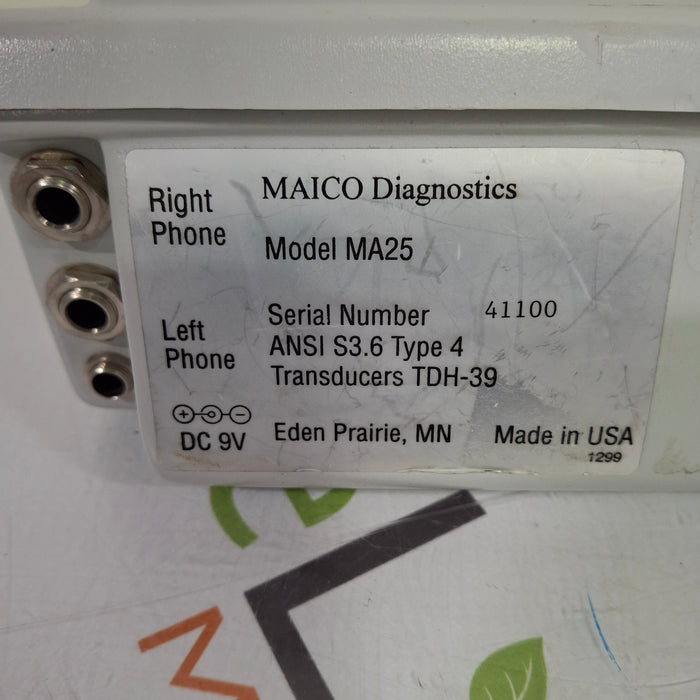 MAICO Diagnostics
Right
Phone
Model MA25
Serial Number 41100
Left
Phone
ANSI S3.6 Type 4
Transducers TDH-39
DC 9V
Eden Prairie, MN
Made in USA
1299